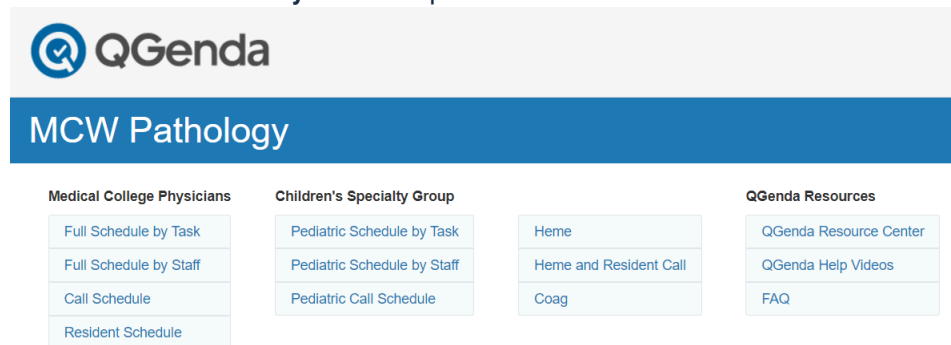 QGenda
MCW Pathology
Medical College Physicians
Full Schedule by Task
Full Schedule by Staff
Call Schedule
Resident Schedule
Children's Specialty Group
Pediatric Schedule by Task
Pediatric Schedule by Staff
Pediatric Call Schedule
Heme
Heme and Resident Call
Coag
QGenda Resources
QGenda Resource Center
QGenda Help Videos
FAQ